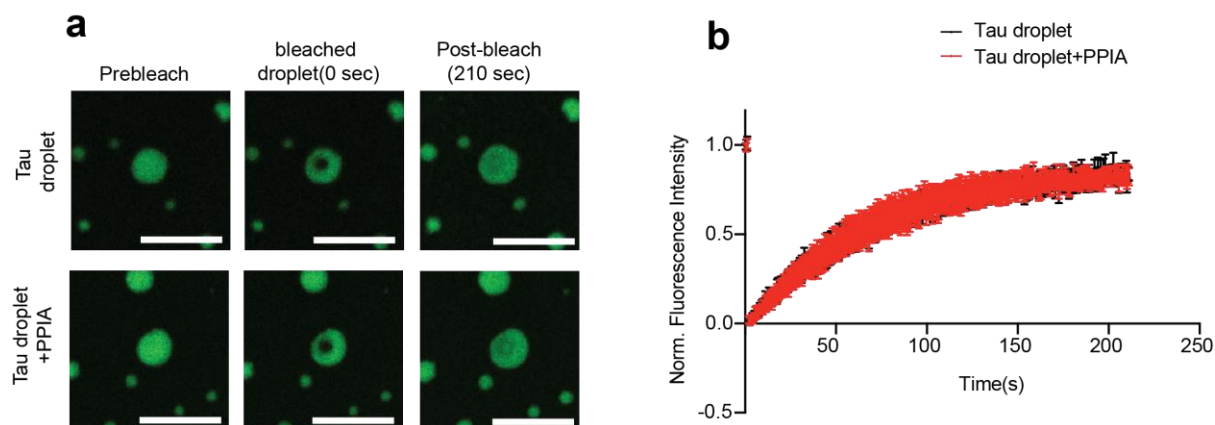 a
Prebleach
bleached
droplet(0 sec)
Post-bleach
(210 sec)
Tau
droplet
Tau droplet
+PPIA
b
Tau droplet
Tau droplet+PPIA
Norm. Fluorescence Intensity
1.0
0.5
0.0
-0.5
50
100
150
200
250
Time(s)